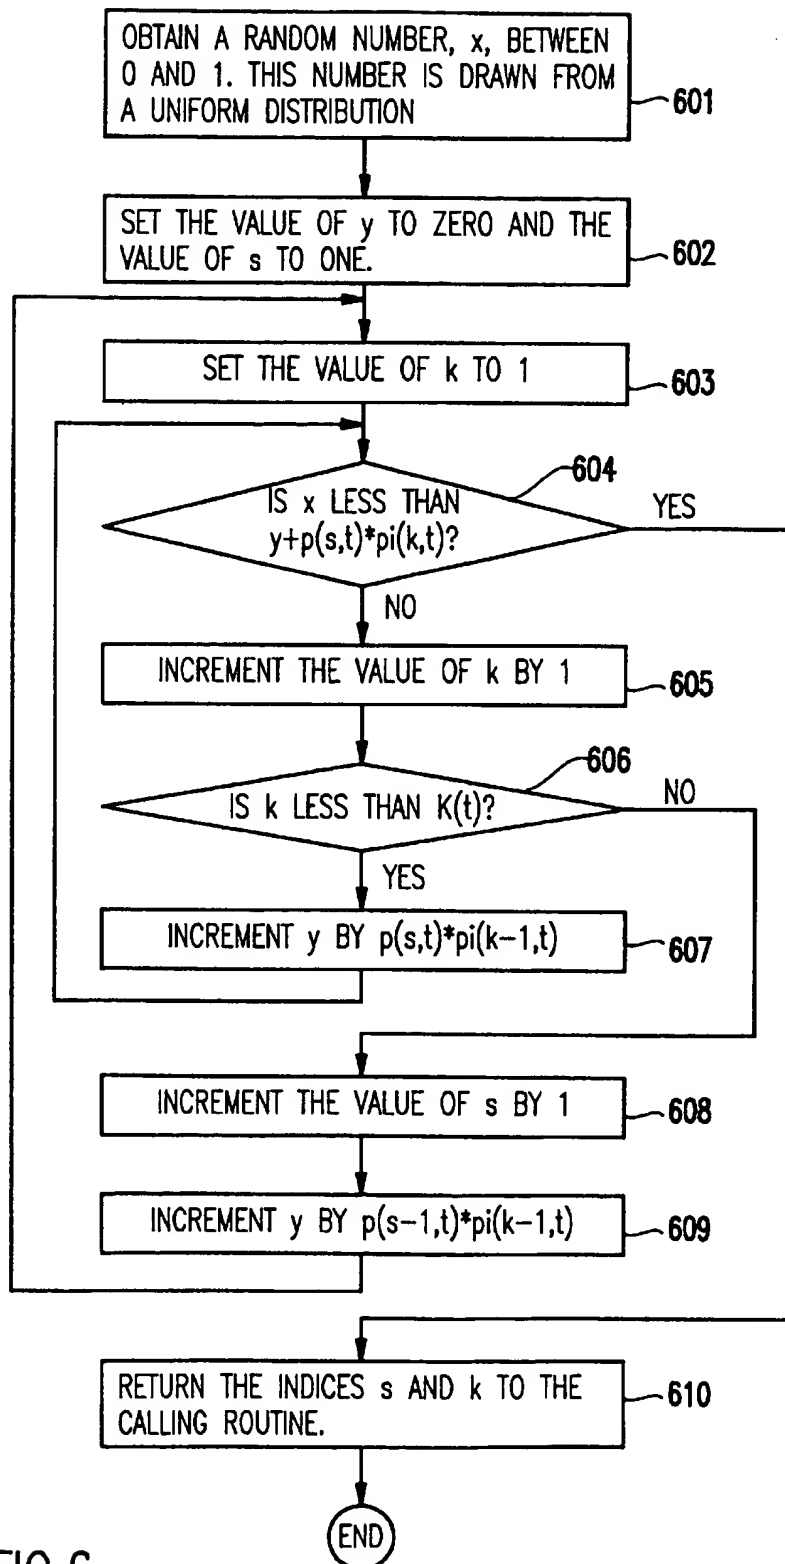 OBTAIN A RANDOM NUMBER, x, BETWEEN
0 AND 1. THIS NUMBER IS DRAWN FROM
A UNIFORM DISTRIBUTION
601
SET THE VALUE OF y TO ZERO AND THE
VALUE OF s TO ONE.
602
SET THE VALUE OF k TO 1
603
604
IS x LESS THAN
y+p(s,t)*pi(k,t)?
YES
NO
INCREMENT THE VALUE OF k BY 1
605
606
IS k LESS THAN K(t)?
NO
YES
INCREMENT y BY p(s,t)*pi(k-1,t)
607
INCREMENT THE VALUE OF s BY 1
608
INCREMENT y BY p(s-1,t)*pi(k-1,t)
609
RETURN THE INDICES s AND k TO THE
CALLING ROUTINE.
610
END
FIG.6